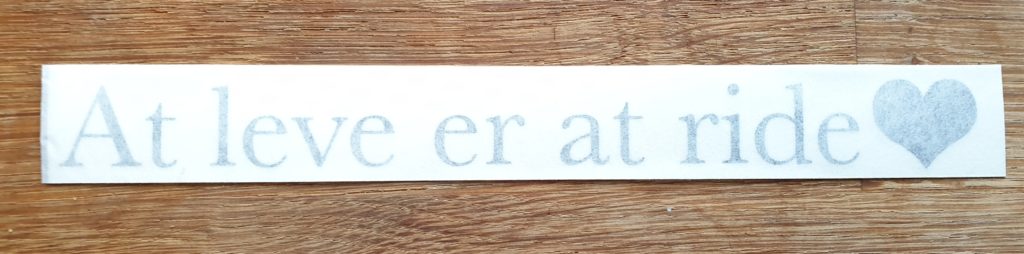 At leve er at ride